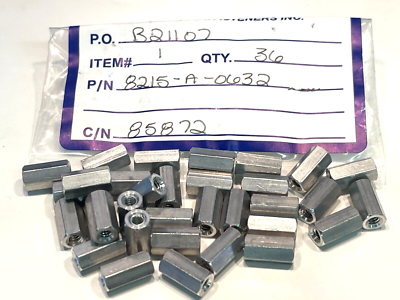 FASTENERS INC.
P.O. B21107
ITEM# 1 QTY. 36
P/N 8215-A-0632
C/N 85872